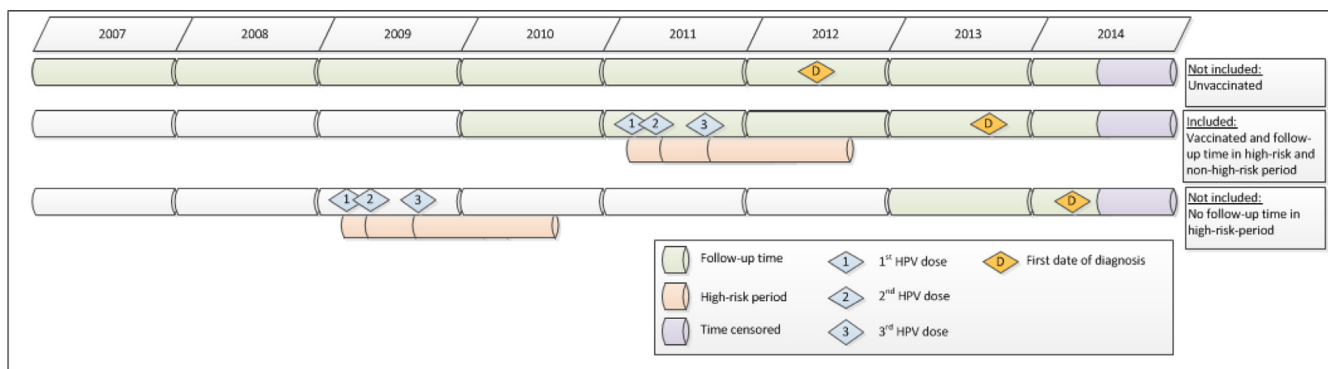 2007 2008 2009 2010 2011 2012 2013 2014
D
Not included:
Unvaccinated
1 2 3 D
Included:
Vaccinated and follow-
up time in high-risk and
non-high-risk period
1 2 3 D
Not included:
No follow-up time in
high-risk-period
Follow-up time 1 1st HPV dose D First date of diagnosis
High-risk period 2 2nd HPV dose
Time censored 3 3rd HPV dose